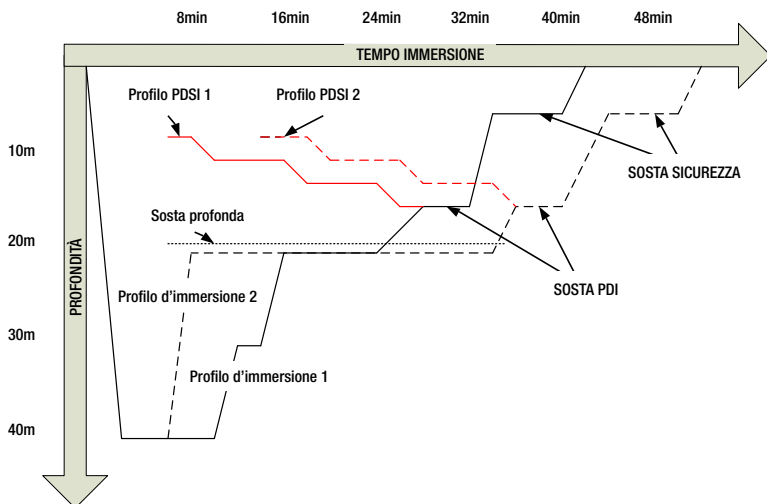 8min 16min 24min 32min 40min 48min
TEMPO IMMERSIONE
Profilo PDSI 1
Profilo PDSI 2
10m
SOSTA SICUREZZA
Sosta profonda
20m
PROFONDITÀ
SOSTA PDI
Profilo d'immersione 2
30m
Profilo d'immersione 1
40m